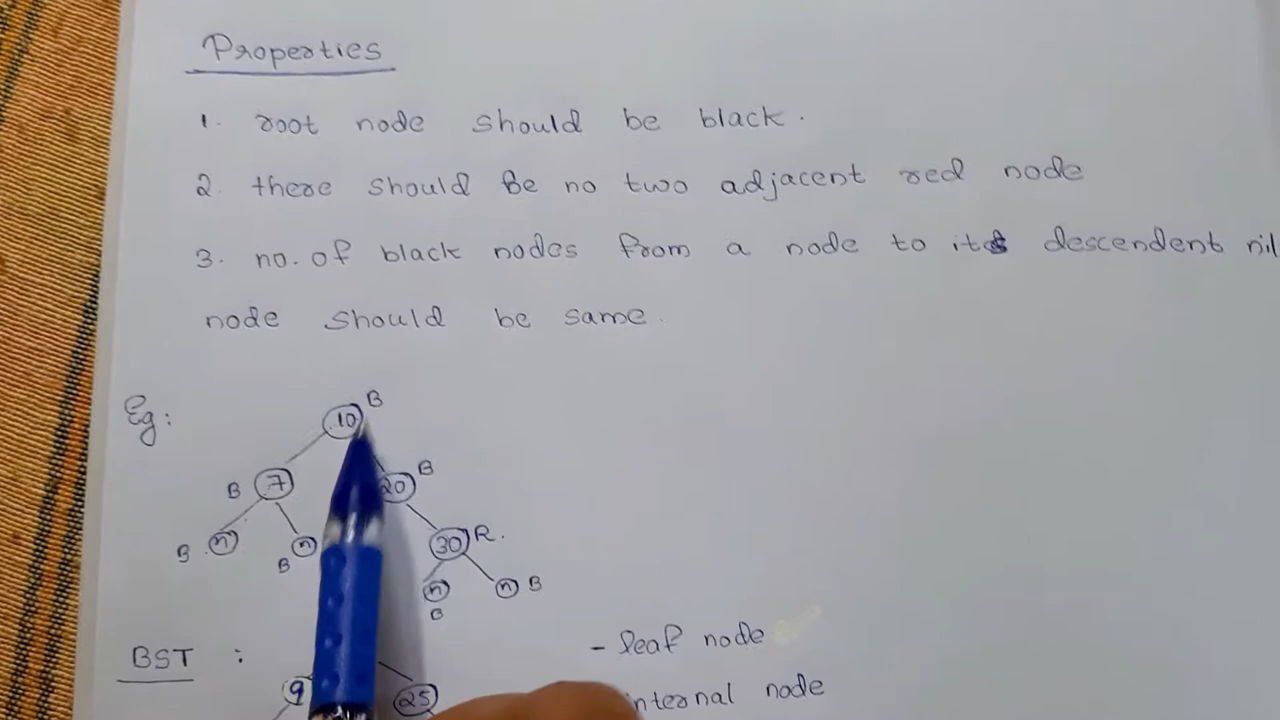 Properties
1. root node should be black.
2. there should be no two adjacent red node
3. no. of black nodes from a node to its descendent nil
node should be same.
Eg:
10 B
B 7 20 B
B n n B 30 R.
n B n B
BST :
- leaf node
internal node
9 25